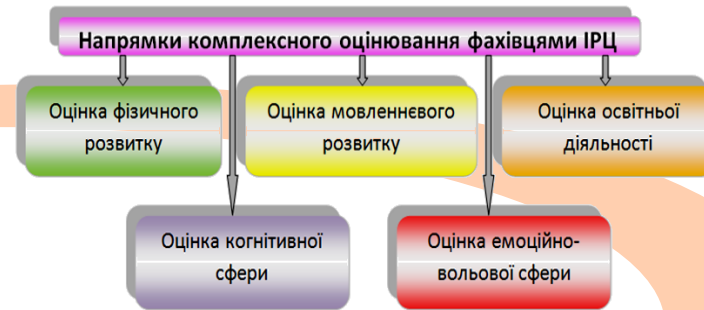 Напрямки комплексного оцінювання фахівцями ІРЦ
Оцінка фізичного
розвитку
Оцінка мовленнєвого
розвитку
Оцінка освітньої
діяльності
Оцінка когнітивної
сфери
Оцінка емоційно-
вольової сфери